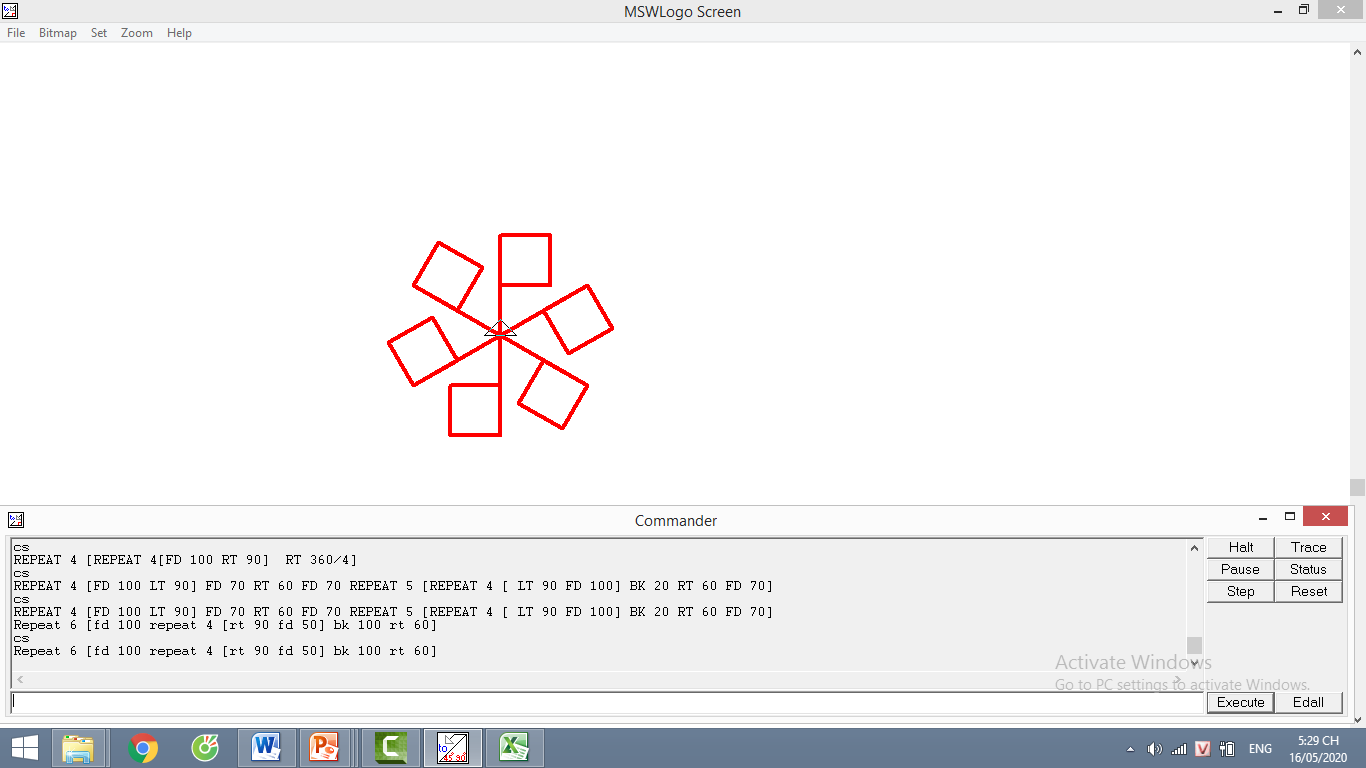 MSWLogo Screen
File Bitmap Set Zoom Help
Commander
cs
REPEAT 4 [REPEAT 4[FD 100 RT 90]  RT 360/4]
cs
REPEAT 4 [FD 100 LT 90] FD 70 RT 60 FD 70 REPEAT 5 [REPEAT 4 [ LT 90 FD 100] BK 20 RT 60 FD 70]
cs
REPEAT 4 [FD 100 LT 90] FD 70 RT 60 FD 70 REPEAT 5 [REPEAT 4 [ LT 90 FD 100] BK 20 RT 60 FD 70]
Repeat 6 [fd 100 repeat 4 [rt 90 fd 50] bk 100 rt 60]
cs
Repeat 6 [fd 100 repeat 4 [rt 90 fd 50] bk 100 rt 60]
Halt Trace
Pause Status
Step Reset
Activate Windows
Go to PC settings to activate Windows.
Execute Edall
ENG
5:29 CH
16/05/2020